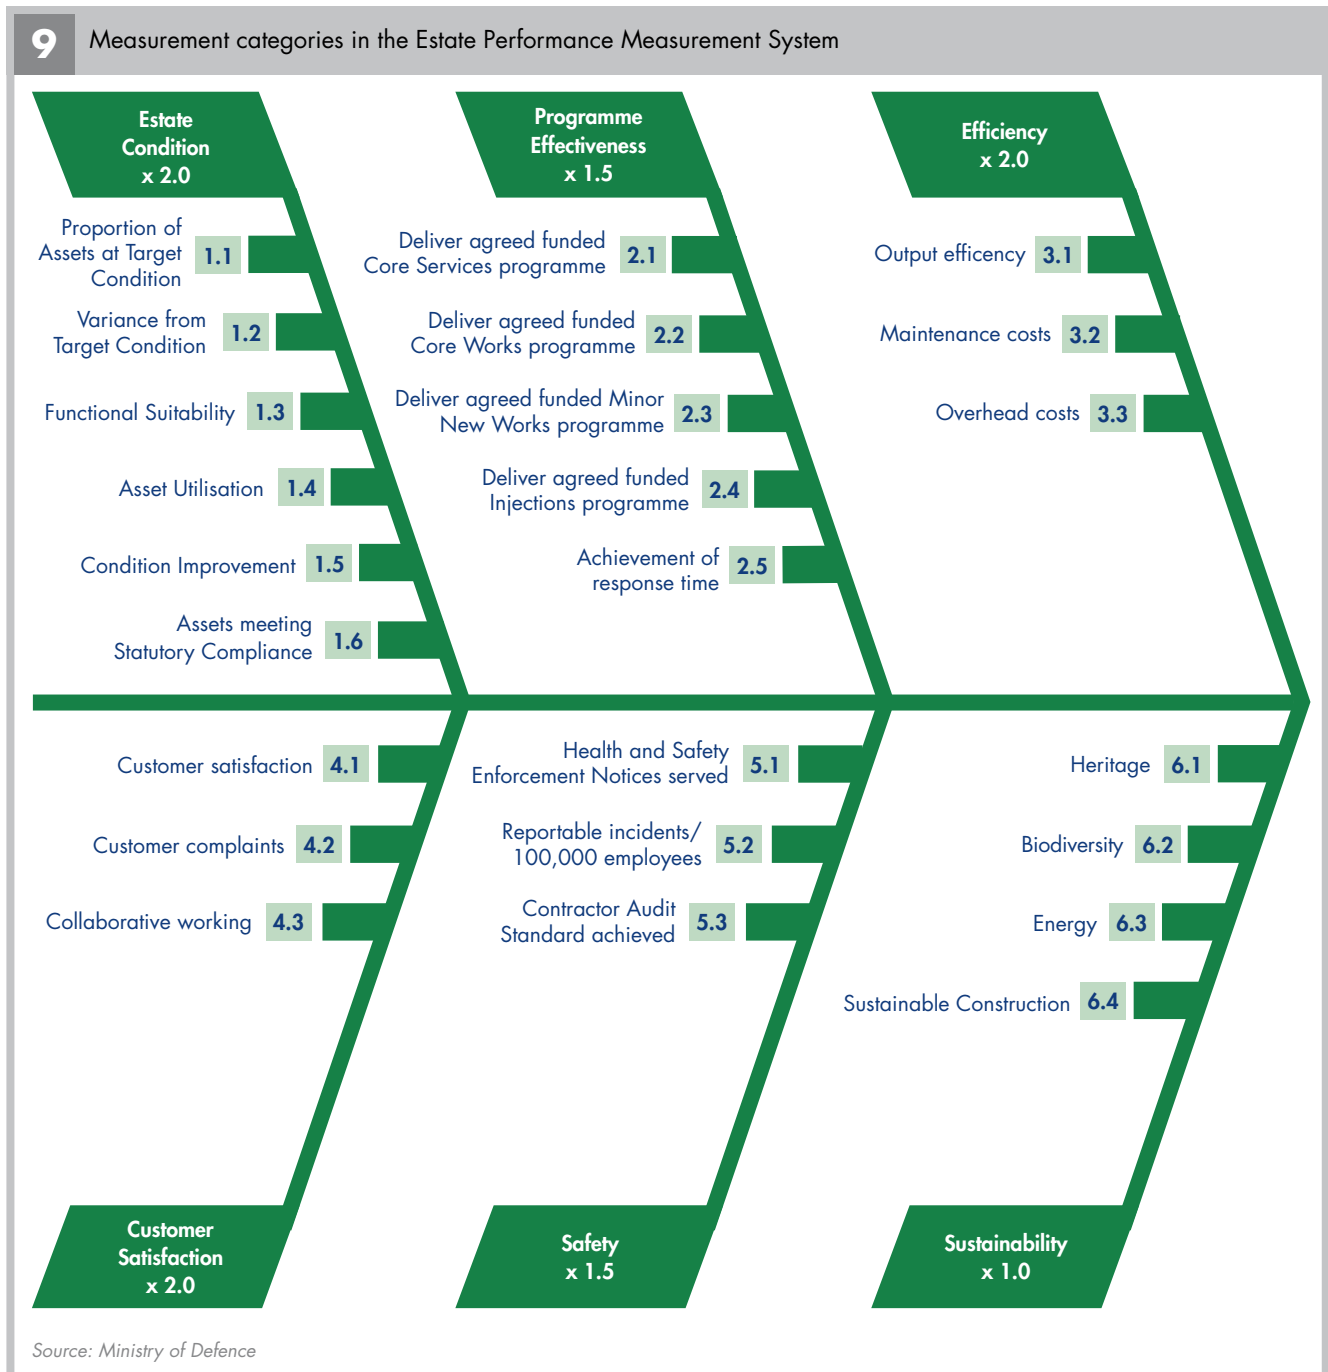 9
Measurement categories in the Estate Performance Measurement System
Estate
Condition
x 2.0
Proportion of
Assets at Target
Condition
1.1
Variance from
Target Condition
1.2
Functional Suitability
1.3
Asset Utilisation
1.4
Condition Improvement
1.5
Assets meeting
Statutory Compliance
1.6
Programme
Effectiveness
x 1.5
Deliver agreed funded
Core Services programme
2.1
Deliver agreed funded
Core Works programme
2.2
Deliver agreed funded Minor
New Works programme
2.3
Deliver agreed funded
Injections programme
2.4
Achievement of
response time
2.5
Efficiency
x 2.0
Output efficency
3.1
Maintenance costs
3.2
Overhead costs
3.3
Customer satisfaction
4.1
Customer complaints
4.2
Collaborative working
4.3
Customer
Satisfaction
x 2.0
Health and Safety
Enforcement Notices served
5.1
Reportable incidents/
100,000 employees
5.2
Contractor Audit
Standard achieved
5.3
Safety
x 1.5
Heritage
6.1
Biodiversity
6.2
Energy
6.3
Sustainable Construction
6.4
Sustainability
x 1.0
Source: Ministry of Defence